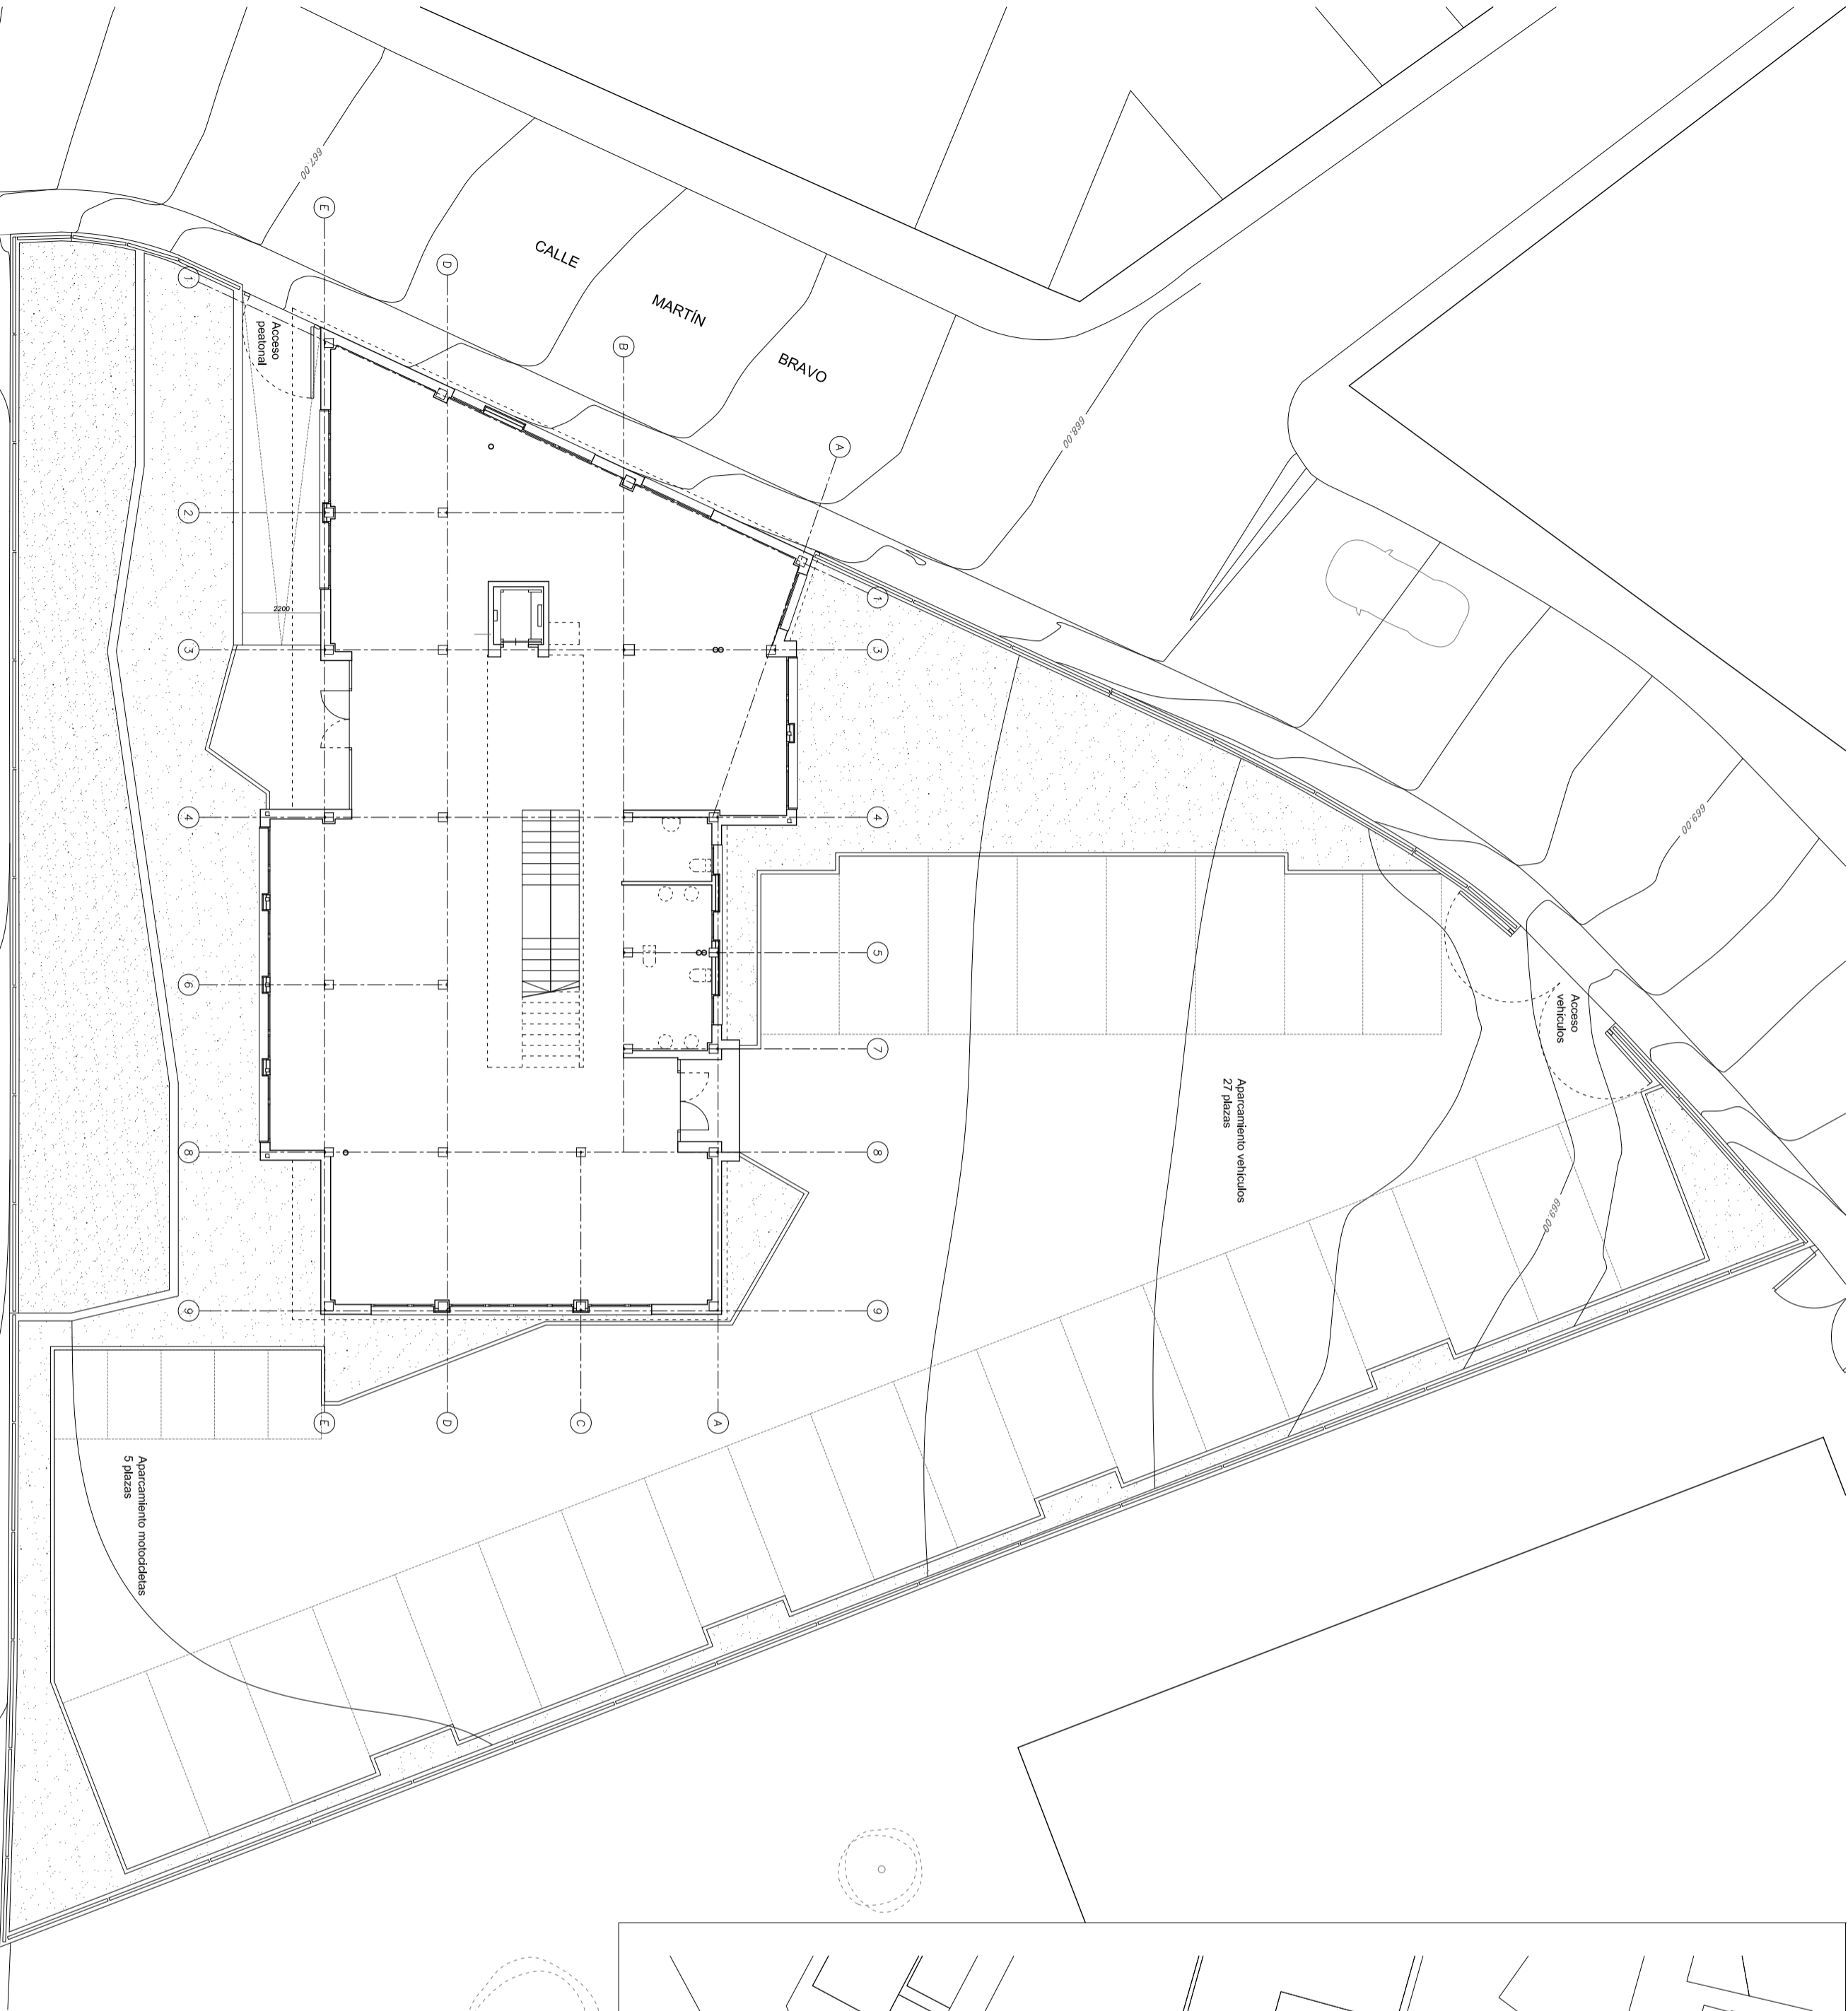 667.00
E
D
CALLE
MARTÍN
BRAVO
B
A
1
Acceso
peatonal
668.00
2
1
2200
3
3
4
4
669.00
5
6
Acceso
vehículos
7
Aparcamiento vehículos
27 plazas
8
8
669.00
9
9
E
D
C
A
Aparcamiento motocicletas
5 plazas